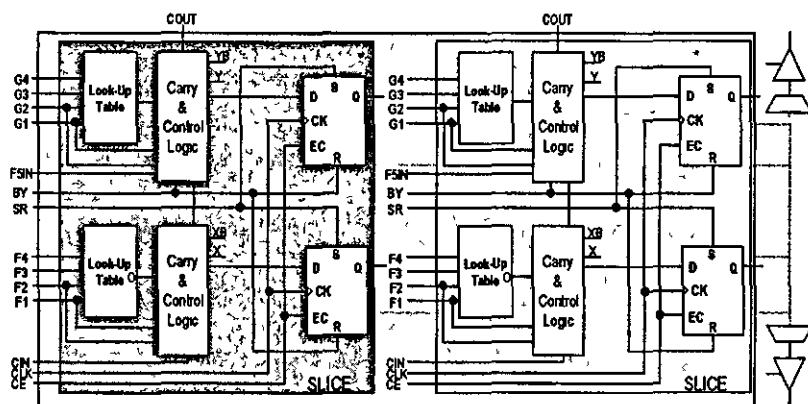 COUT
YB
Y
G4
G3
G2
G1
Look-Up
Table
Carry
&
Control
Logic
S
D Q
CK
EC
R
F5IN
BY
SR
XB
X
F4
F3
F2
F1
Look-Up
Table O
Carry
&
Control
Logic
S
D Q
CK
EC
R
CIN
CLK
CE
SLICE
COUT
YB
Y
G4
G3
G2
G1
Look-Up
Table
Carry
&
Control
Logic
S
D Q
CK
EC
R
F5IN
BY
SR
XB
X
F4
F3
F2
F1
Look-Up
Table O
Carry
&
Control
Logic
S
D Q
CK
EC
R
CIN
CLK
CE
SLICE